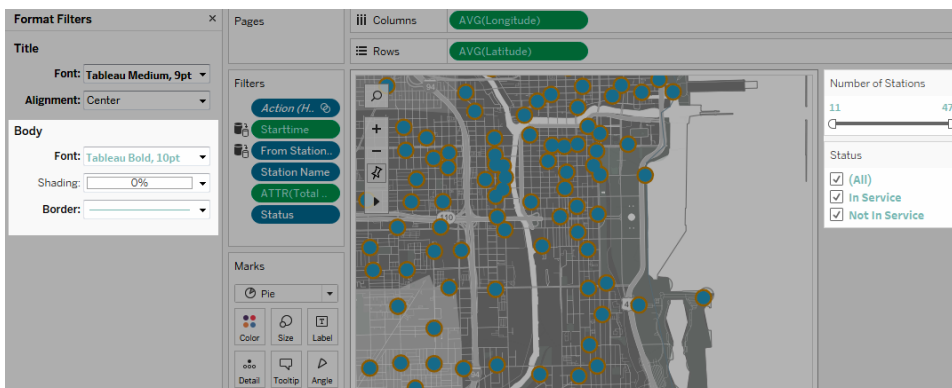 Format Filters ×
Title
Font: Tableau Medium, 9pt
Alignment: Center
Body
Font: Tableau Bold, 10pt
Shading: 0%
Border:
Pages
Filters
Action (H..
Starttime
From Station..
Station Name
ATTR(Total ..
Status
Marks
Pie
Color Size Label
Detail Tooltip Angle
Columns AVG(Longitude)
Rows AVG(Latitude)
94
Number of Stations
11 47
Status
(All)
In Service
Not In Service